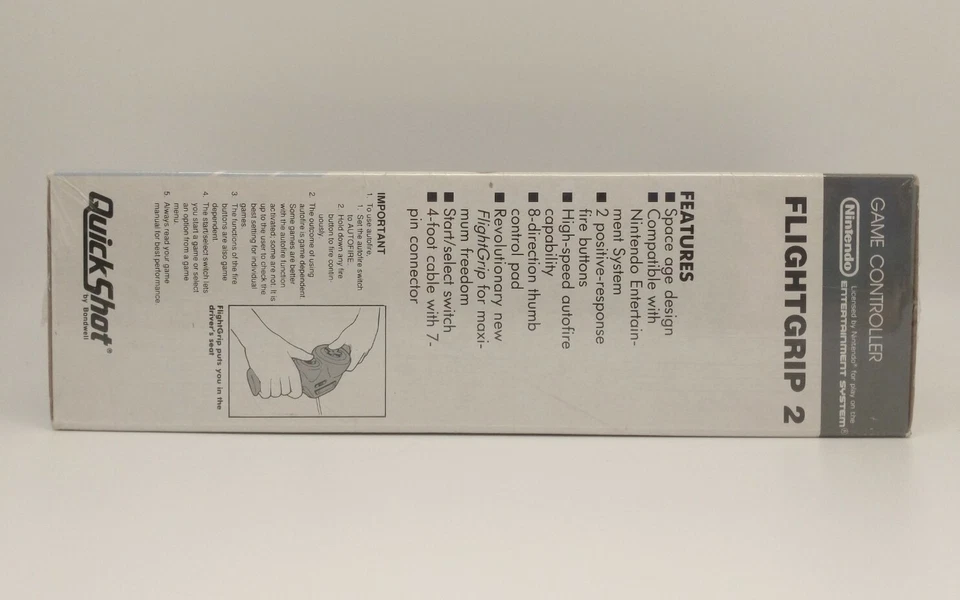 GAME CONTROLLER
Nintendo
Licensed by Nintendo® for play on the
ENTERTAINMENT SYSTEM®
FLIGHTGRIP 2
FEATURES
■ Space age design
■ Compatible with
Nintendo Entertain-
ment System
■ 2 positive-response
fire buttons
■ High-speed autofire
capability
■ 8-direction thumb
control pad
■ Revolutionary new
FlightGrip for maxi-
mum freedom
■ Start/select switch
■ 4-foot cable with 7-
pin connector
IMPORTANT
1. To use autofire,
1. Set the autofire switch
to AUTOFIRE.
2. Hold down any fire
button to fire contin-
uously.
2. The outcome of using
autofire is game dependent.
Some games are better
with the autofire function
activated; some are not. It is
up to the user to check the
best setting for individual
games.
3. The functions of the fire
buttons are also game
dependent.
4. The start/select switch lets
you start a game or select
an option from a game
menu.
5. Always read your game
manual for best performance.
FlightGrip puts you in the
driver's seat
QuickShot®
by Bondwell